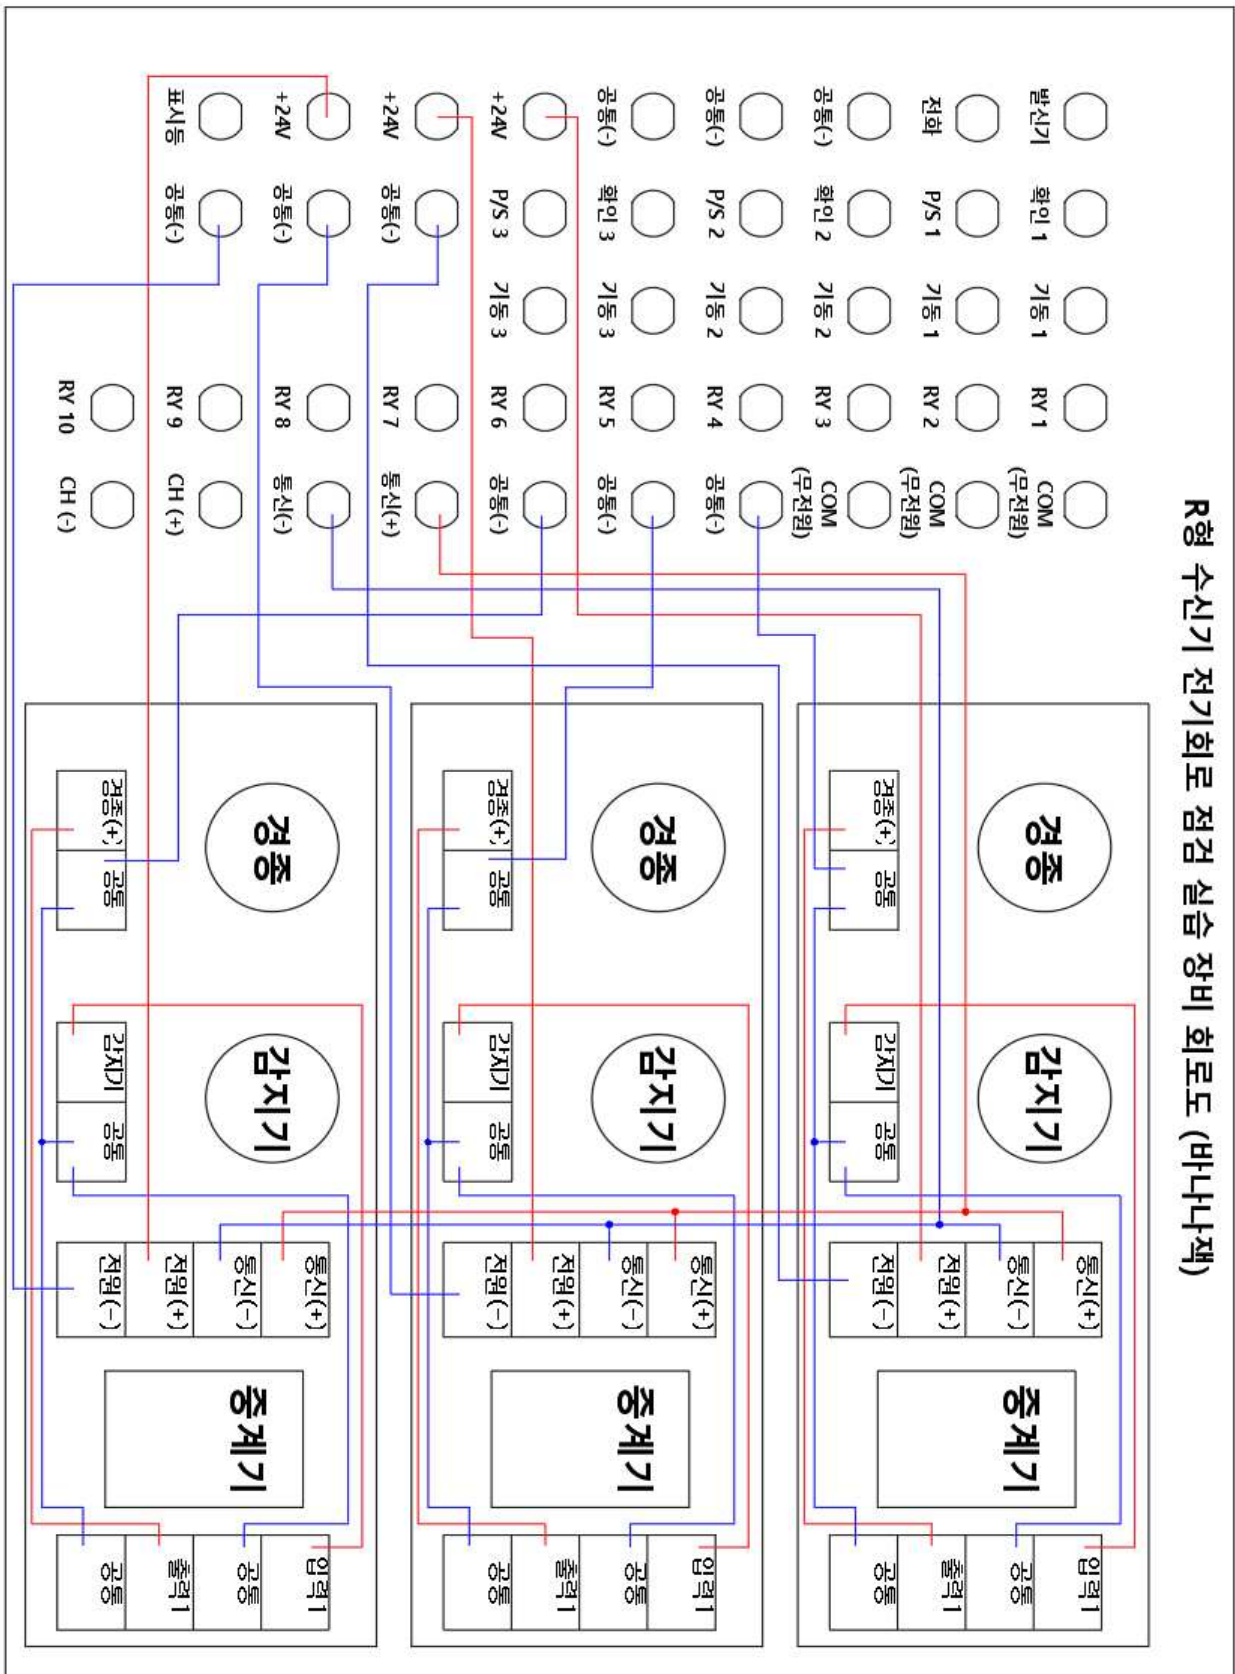 R형 수신기 전기회로 점검 실습 장비 회로도 (바나나잭)
발신기 확인 1 기동 1 RY 1 COM
(무전원)
전화 P/S 1 기동 1 RY 2 COM
(무전원)
공통(-) 확인 2 기동 2 RY 3 COM
(무전원)
공통(-) P/S 2 기동 2 RY 4 공통(-)
공통(-) 확인 3 기동 3 RY 5 공통(-)
+24V P/S 3 기동 3 RY 6 공통(-)
+24V 공통(-) RY 7 통신(+)
+24V 공통(-) RY 8 통신(-)
표시등 공통(-) RY 9 CH (+)
RY 10 CH (-)
경종 감지기 중계기
경종(+) 공통
감지기 공통
통신(+)
통신(-)
전원(+)
전원(-)
입력1
공통
출력1
공통
경종 감지기 중계기
경종(+) 공통
감지기 공통
통신(+)
통신(-)
전원(+)
전원(-)
입력1
공통
출력1
공통
경종 감지기 중계기
경종(+) 공통
감지기 공통
통신(+)
통신(-)
전원(+)
전원(-)
입력1
공통
출력1
공통